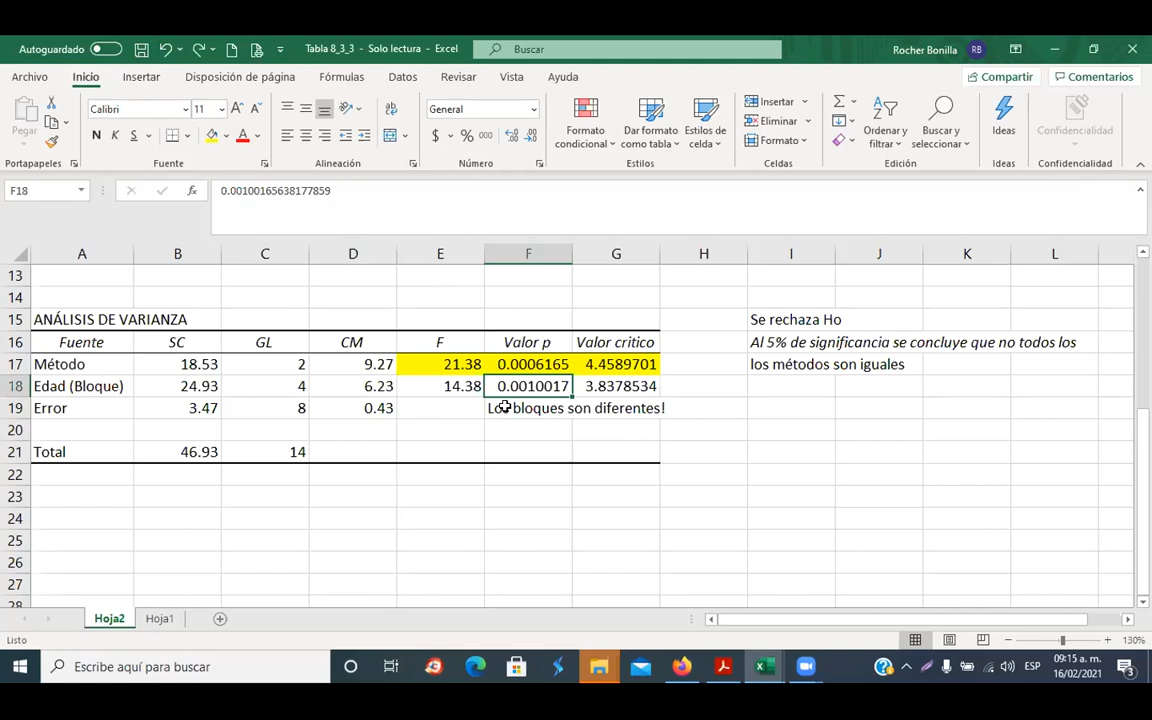 Autoguardado
Tabla 8_3_3 - Solo lectura - Excel
Buscar
Rocher Bonilla
RB
Archivo Inicio Insertar Disposición de página Fórmulas Datos Revisar Vista Ayuda
Compartir
Comentarios
Pegar
Calibri 11
N K S
General
$ % 000
Formato condicional
Dar formato como tabla
Estilos de celda
Insertar
Eliminar
Formato
Ordenar y filtrar
Buscar y seleccionar
Ideas
Confidencialidad
Portapapeles Fuente Alineación Número Estilos Celdas Edición Ideas Confidencialidad
F18 fx 0.00100165638177859
A B C D E F G H I J K L
13
14
15 ANÁLISIS DE VARIANZA Se rechaza Ho
16 Fuente SC GL CM F Valor p Valor critico Al 5% de significancia se concluye que no todos los
17 Método 18.53 2 9.27 21.38 0.0006165 4.4589701 los métodos son iguales
18 Edad (Bloque) 24.93 4 6.23 14.38 0.0010017 3.8378534
19 Error 3.47 8 0.43 Los bloques son diferentes!
20
21 Total 46.93 14
22
23
24
25
26
27
28
Hoja2 Hoja1
Listo
130%
Escribe aquí para buscar
ESP
09:15 a. m.
16/02/2021
3